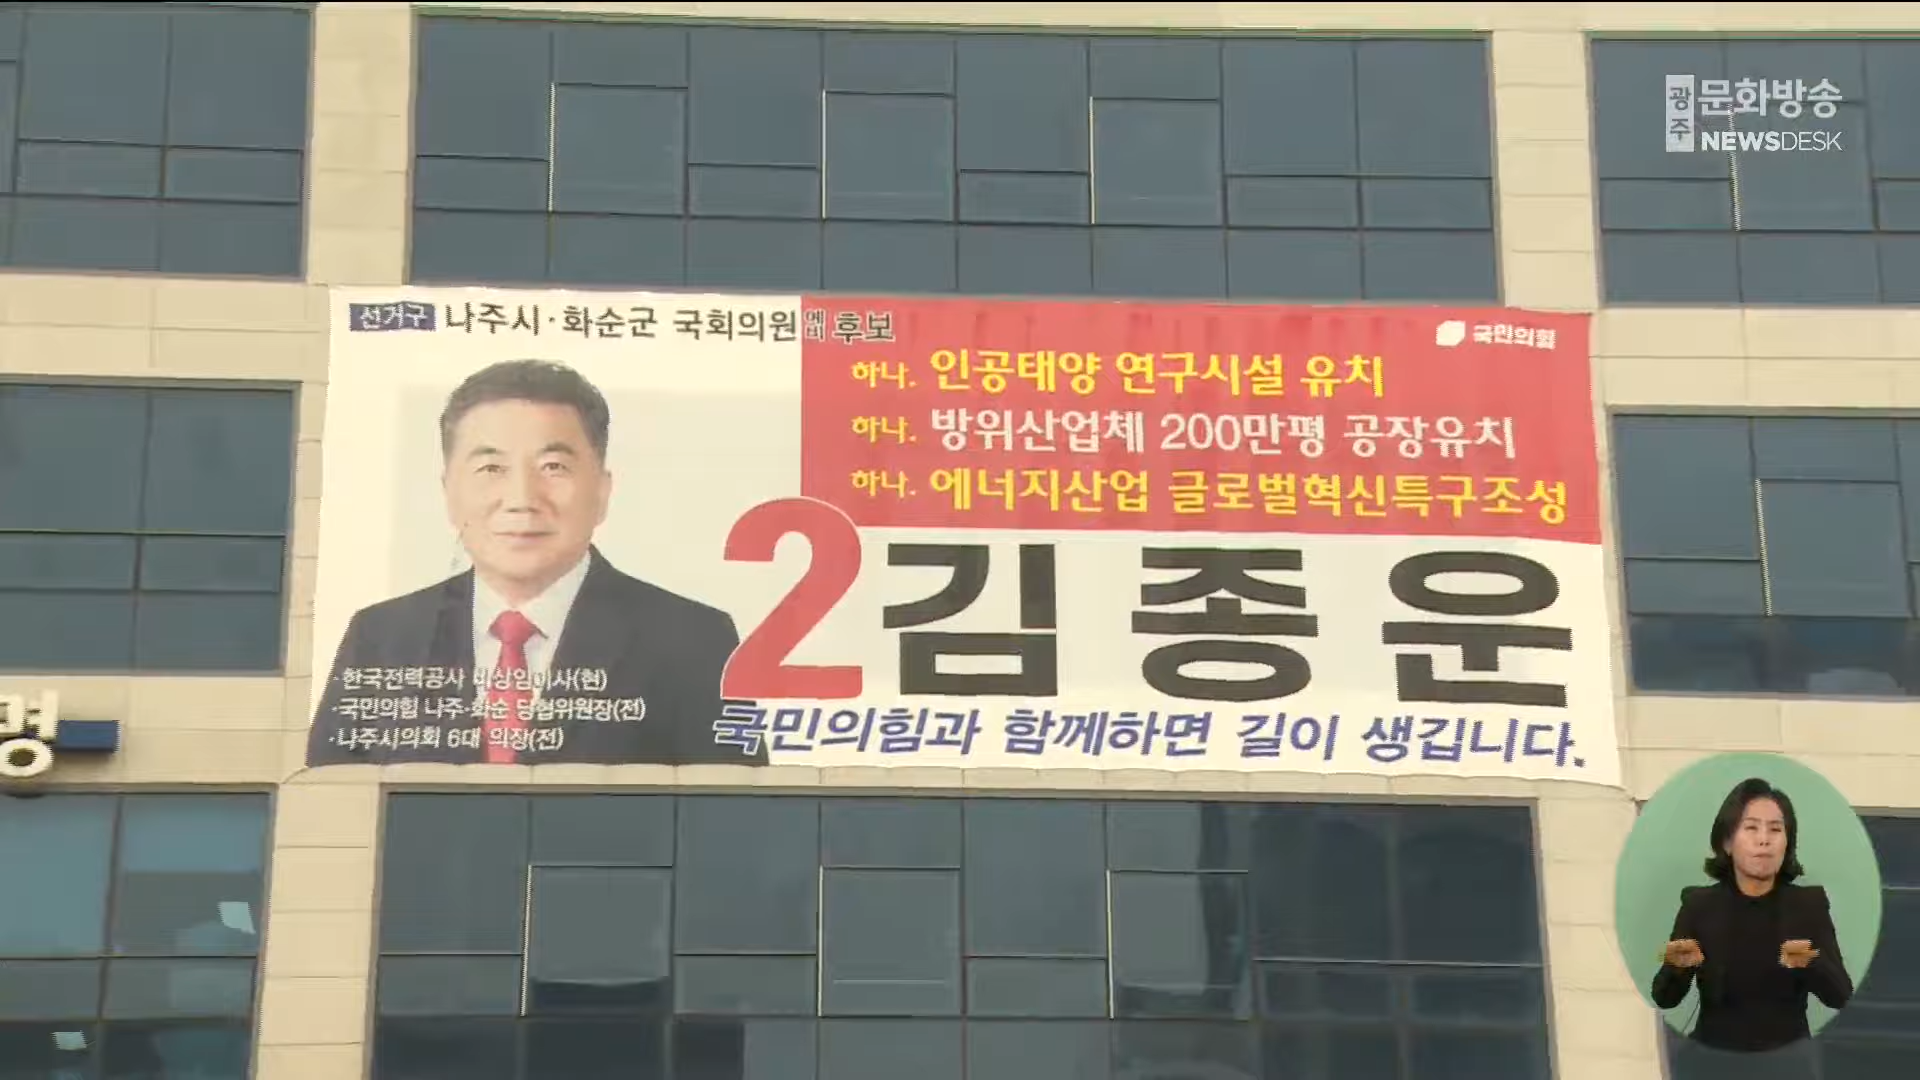 광주 문화방송
NEWSDESK
선거구 나주시·화순군 국회의원 예비 후보
국민의힘
하나. 인공태양 연구시설 유치
하나. 방위산업체 200만평 공장유치
하나. 에너지산업 글로벌혁신특구조성
2 김종운
·한국전력공사 비상임이사(현)
·국민의힘 나주·화순 당협위원장(전)
·나주시의회 6대 의장(전)
국민의힘과 함께하면 길이 생깁니다.
명